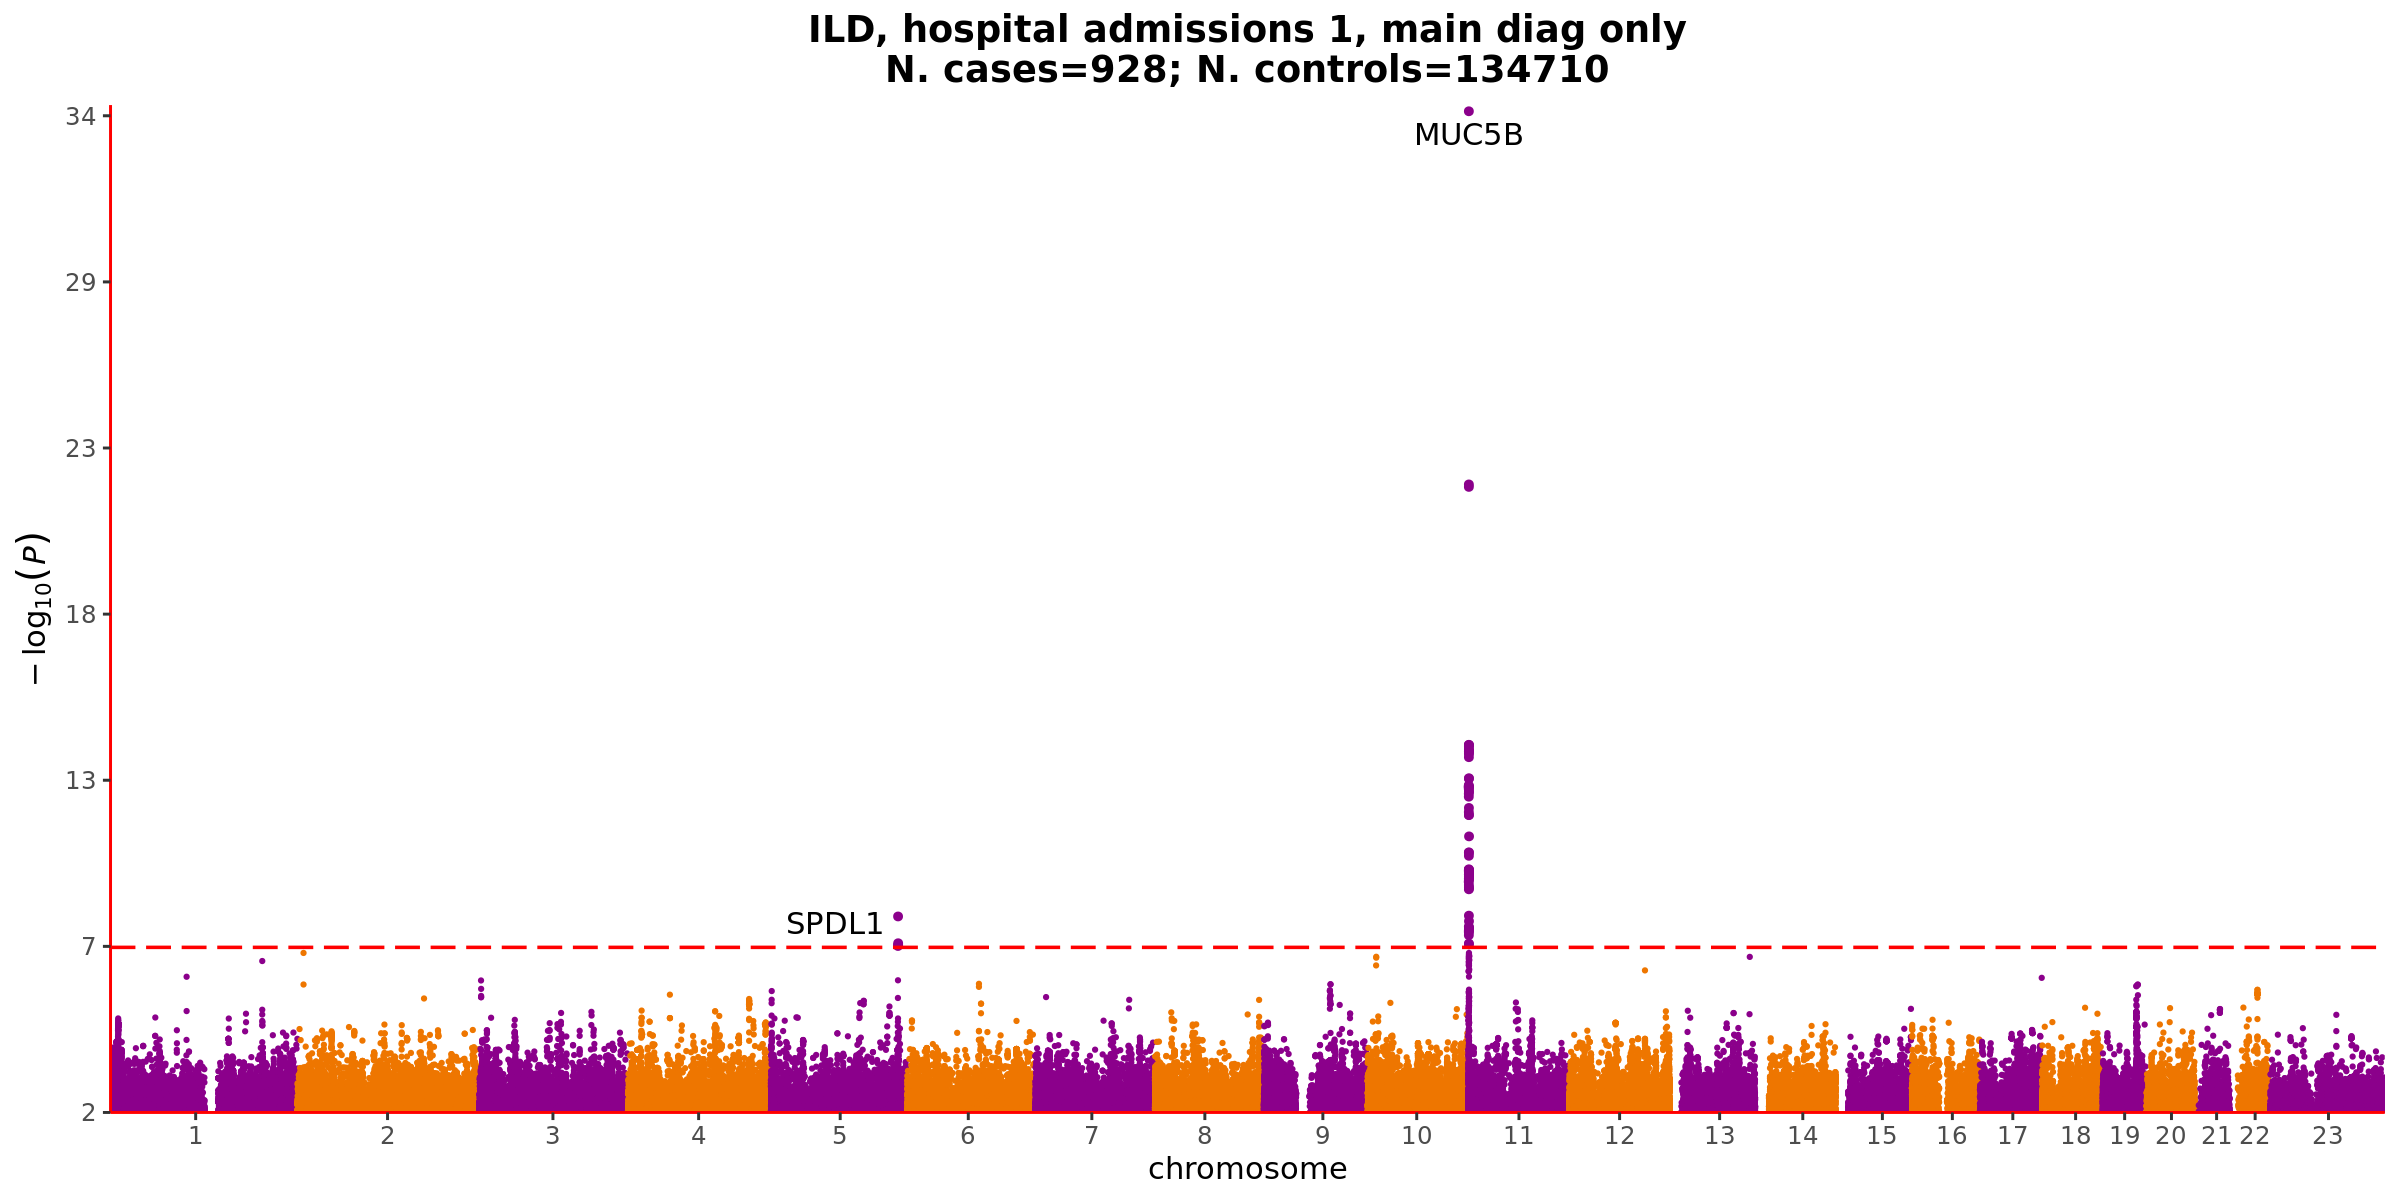 ILD, hospital admissions 1, main diag only
N. cases=928; N. controls=134710
34
MUC5B
29
23
18
13
SPDL1
7
2
−log10(P)
1 2 3 4 5 6 7 8 9 10 11 12 13 14 15 16 17 18 19 20 21 22 23
chromosome